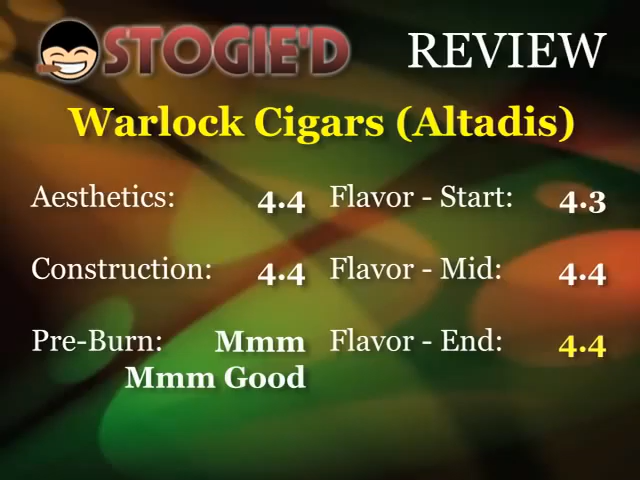 STOGIE'D REVIEW
Warlock Cigars (Altadis)
Aesthetics: 4.4 Flavor - Start: 4.3
Construction: 4.4 Flavor - Mid: 4.4
Pre-Burn: Mmm Flavor - End: 4.4
Mmm Good